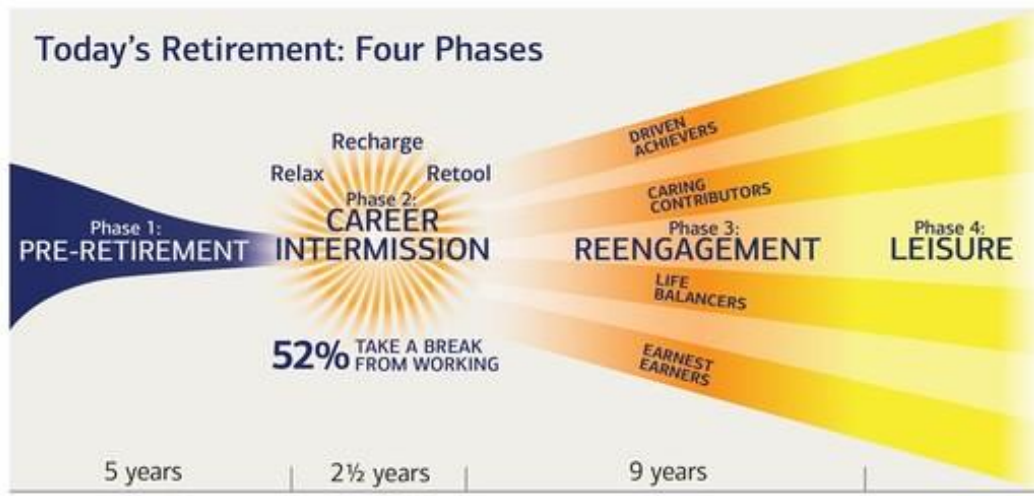 Today's Retirement: Four Phases
Recharge
Relax
Retool
Phase 1:
PRE-RETIREMENT
Phase 2:
CAREER
INTERMISSION
52% TAKE A BREAK
FROM WORKING
DRIVEN
ACHIEVERS
CARING
CONTRIBUTORS
Phase 3:
REENGAGEMENT
LIFE
BALANCERS
EARNEST
EARNERS
Phase 4:
LEISURE
5 years
2½ years
9 years